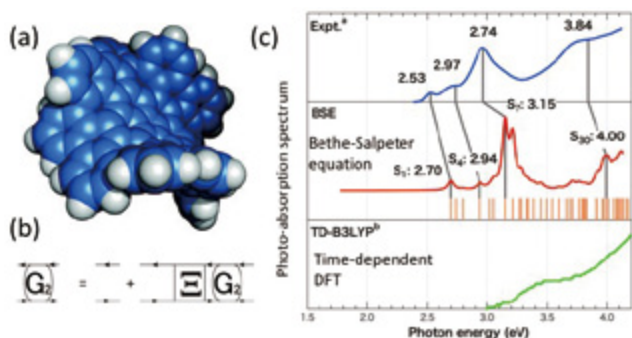 (a)
(b)
G₂ = + Ξ G₂
(c)
Photo-absorption spectrum
Expt.ᵃ
2.53
2.97
2.74
3.84
BSE
Bethe-Salpeter
equation
S₁: 2.70
S₄: 2.94
S₇: 3.15
S₃₀: 4.00
TD-B3LYPᵇ
Time-dependent
DFT
1.5 2.0 2.5 3.0 3.5 4.0
Photon energy (eV)